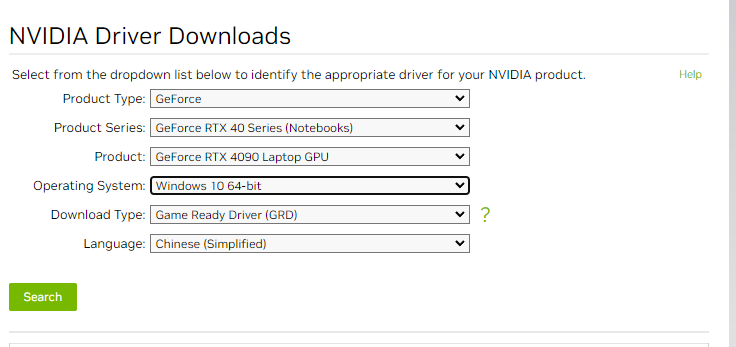 NVIDIA Driver Downloads
Select from the dropdown list below to identify the appropriate driver for your NVIDIA product. Help
Product Type: GeForce
Product Series: GeForce RTX 40 Series (Notebooks)
Product: GeForce RTX 4090 Laptop GPU
Operating System: Windows 10 64-bit
Download Type: Game Ready Driver (GRD) ?
Language: Chinese (Simplified)
Search